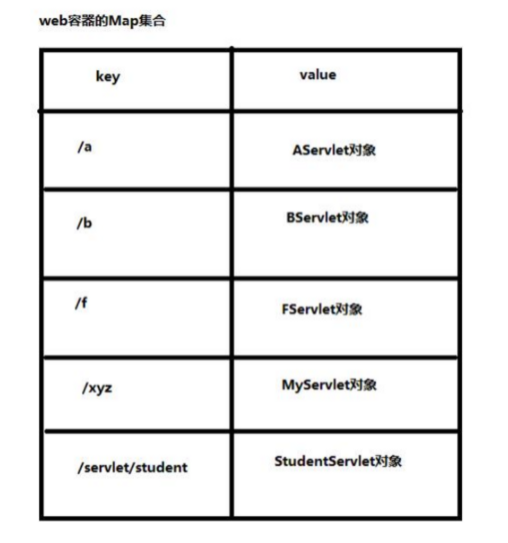 web容器的Map集合
key value
/a AServlet对象
/b BServlet对象
/f FServlet对象
/xyz MyServlet对象
/servlet/student StudentServlet对象